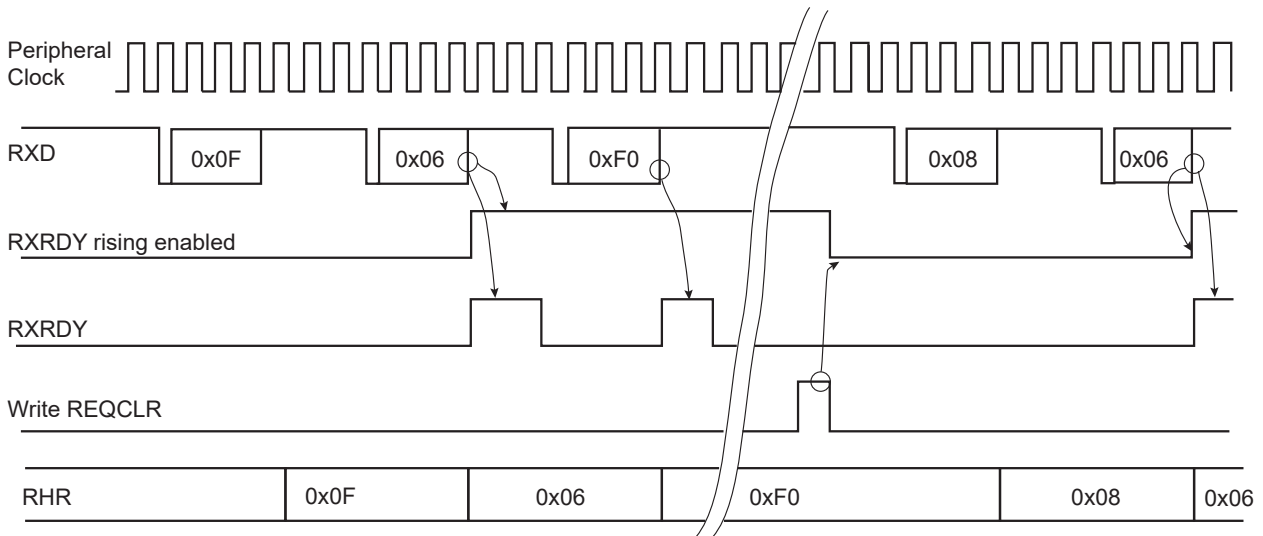 Peripheral
Clock
RXD
0x0F 0x06 0xF0 0x08 0x06
RXRDY rising enabled
RXRDY
Write REQCLR
RHR 0x0F 0x06 0xF0 0x08 0x06